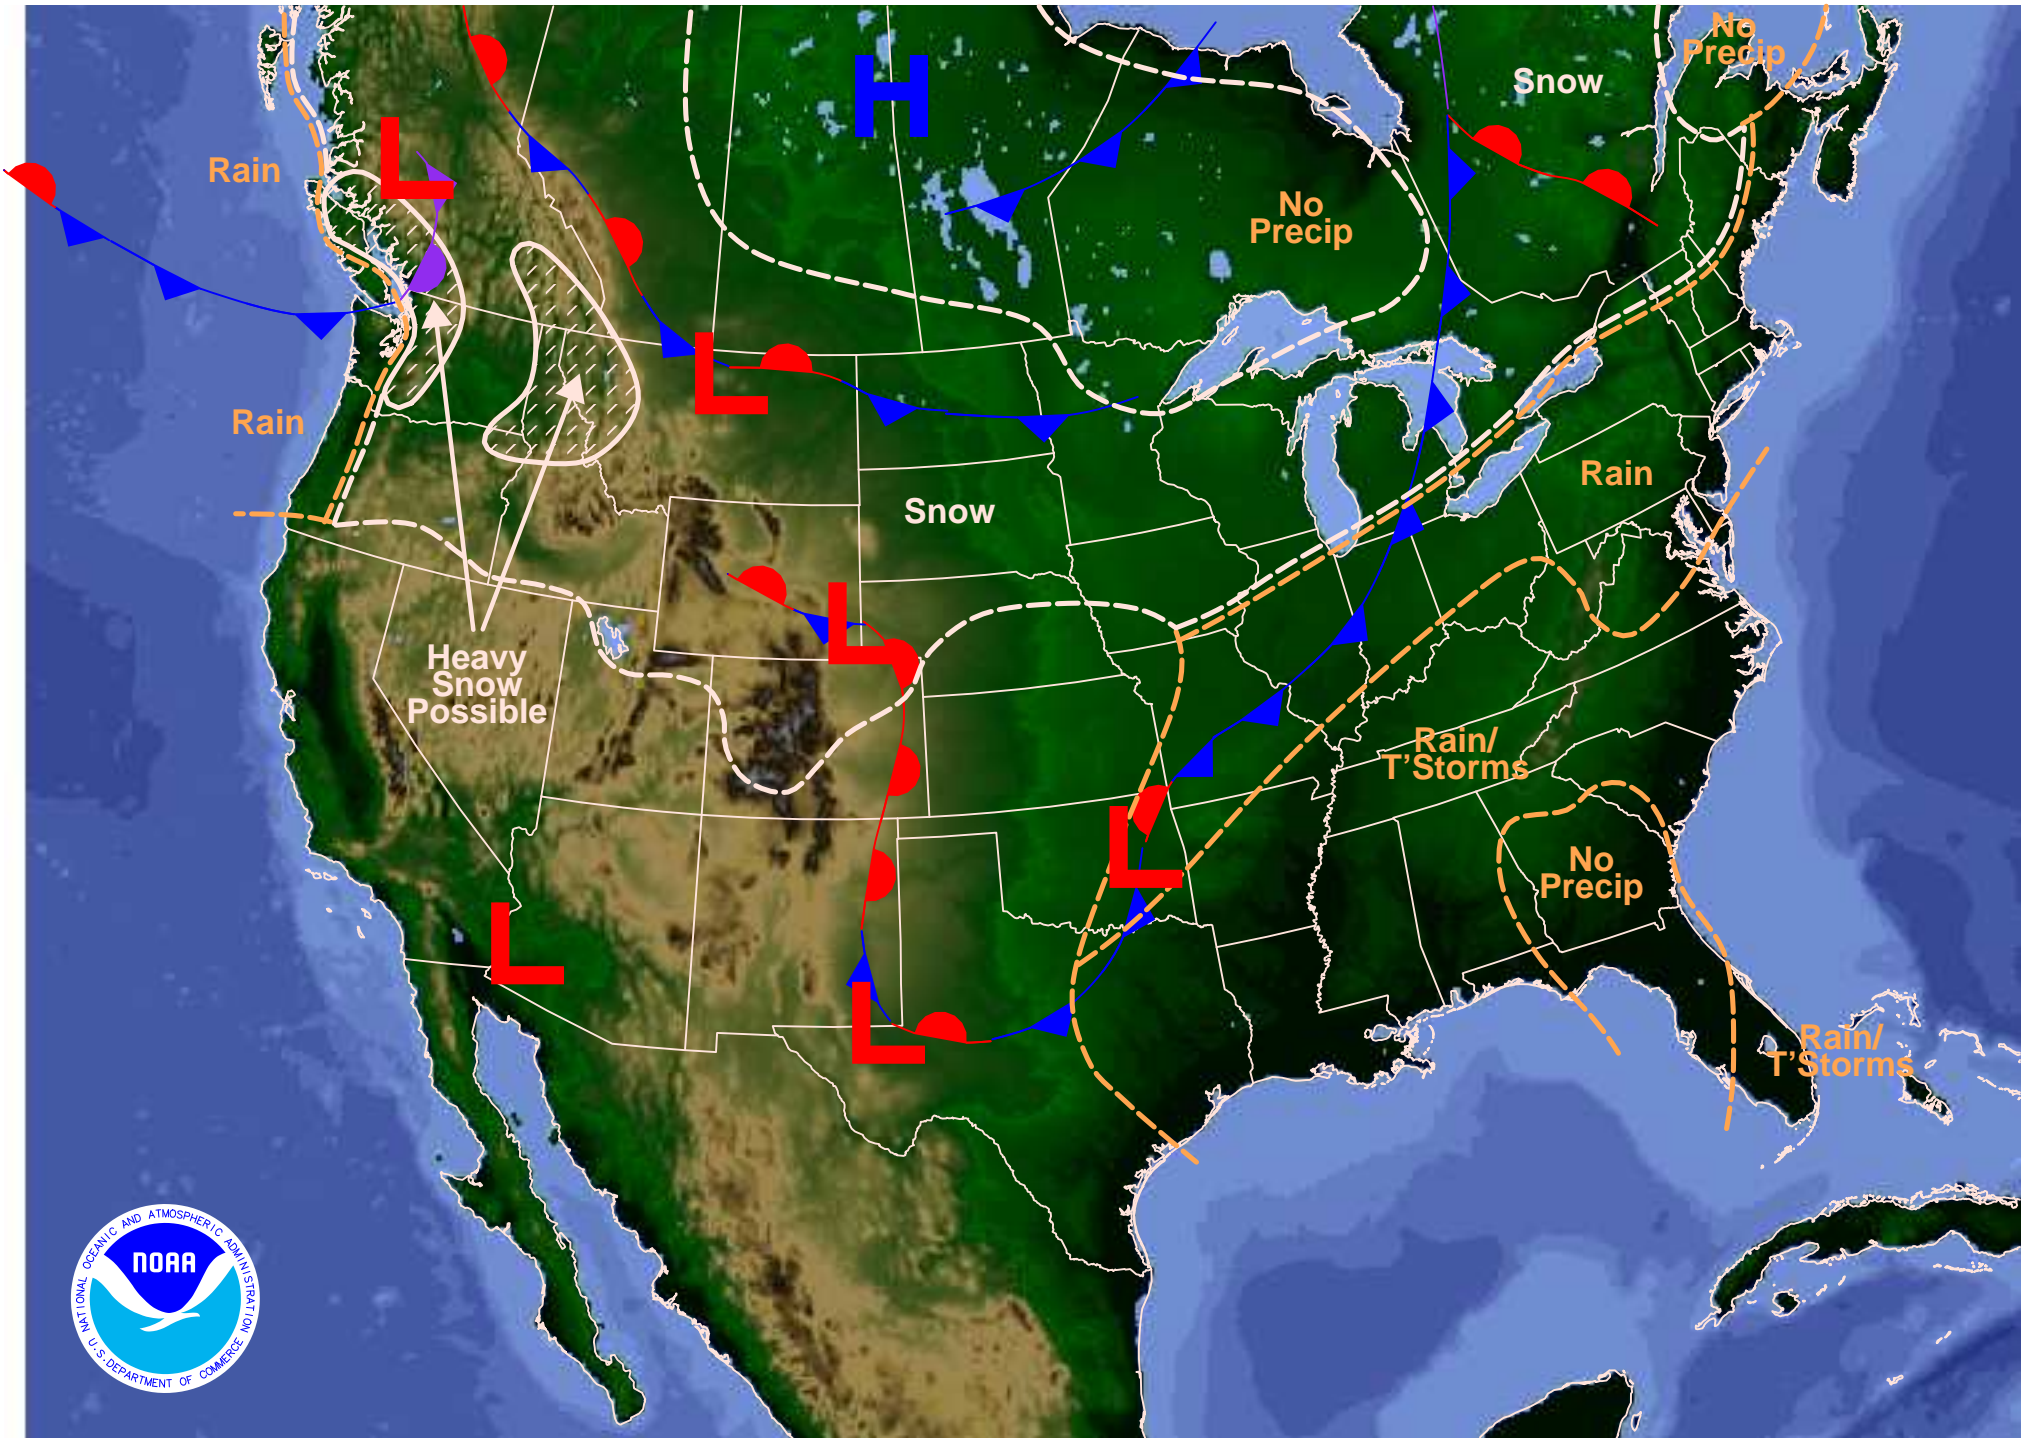 No
Precip
Snow
H
L
Rain
No
Precip
L
Rain
Rain
Snow
L
Heavy
Snow
Possible
Rain/
T'Storms
L
No
Precip
L
L
Rain/
T'Storms
NATIONAL OCEANIC AND ATMOSPHERIC ADMINISTRATION
NOAA
U.S. DEPARTMENT OF COMMERCE